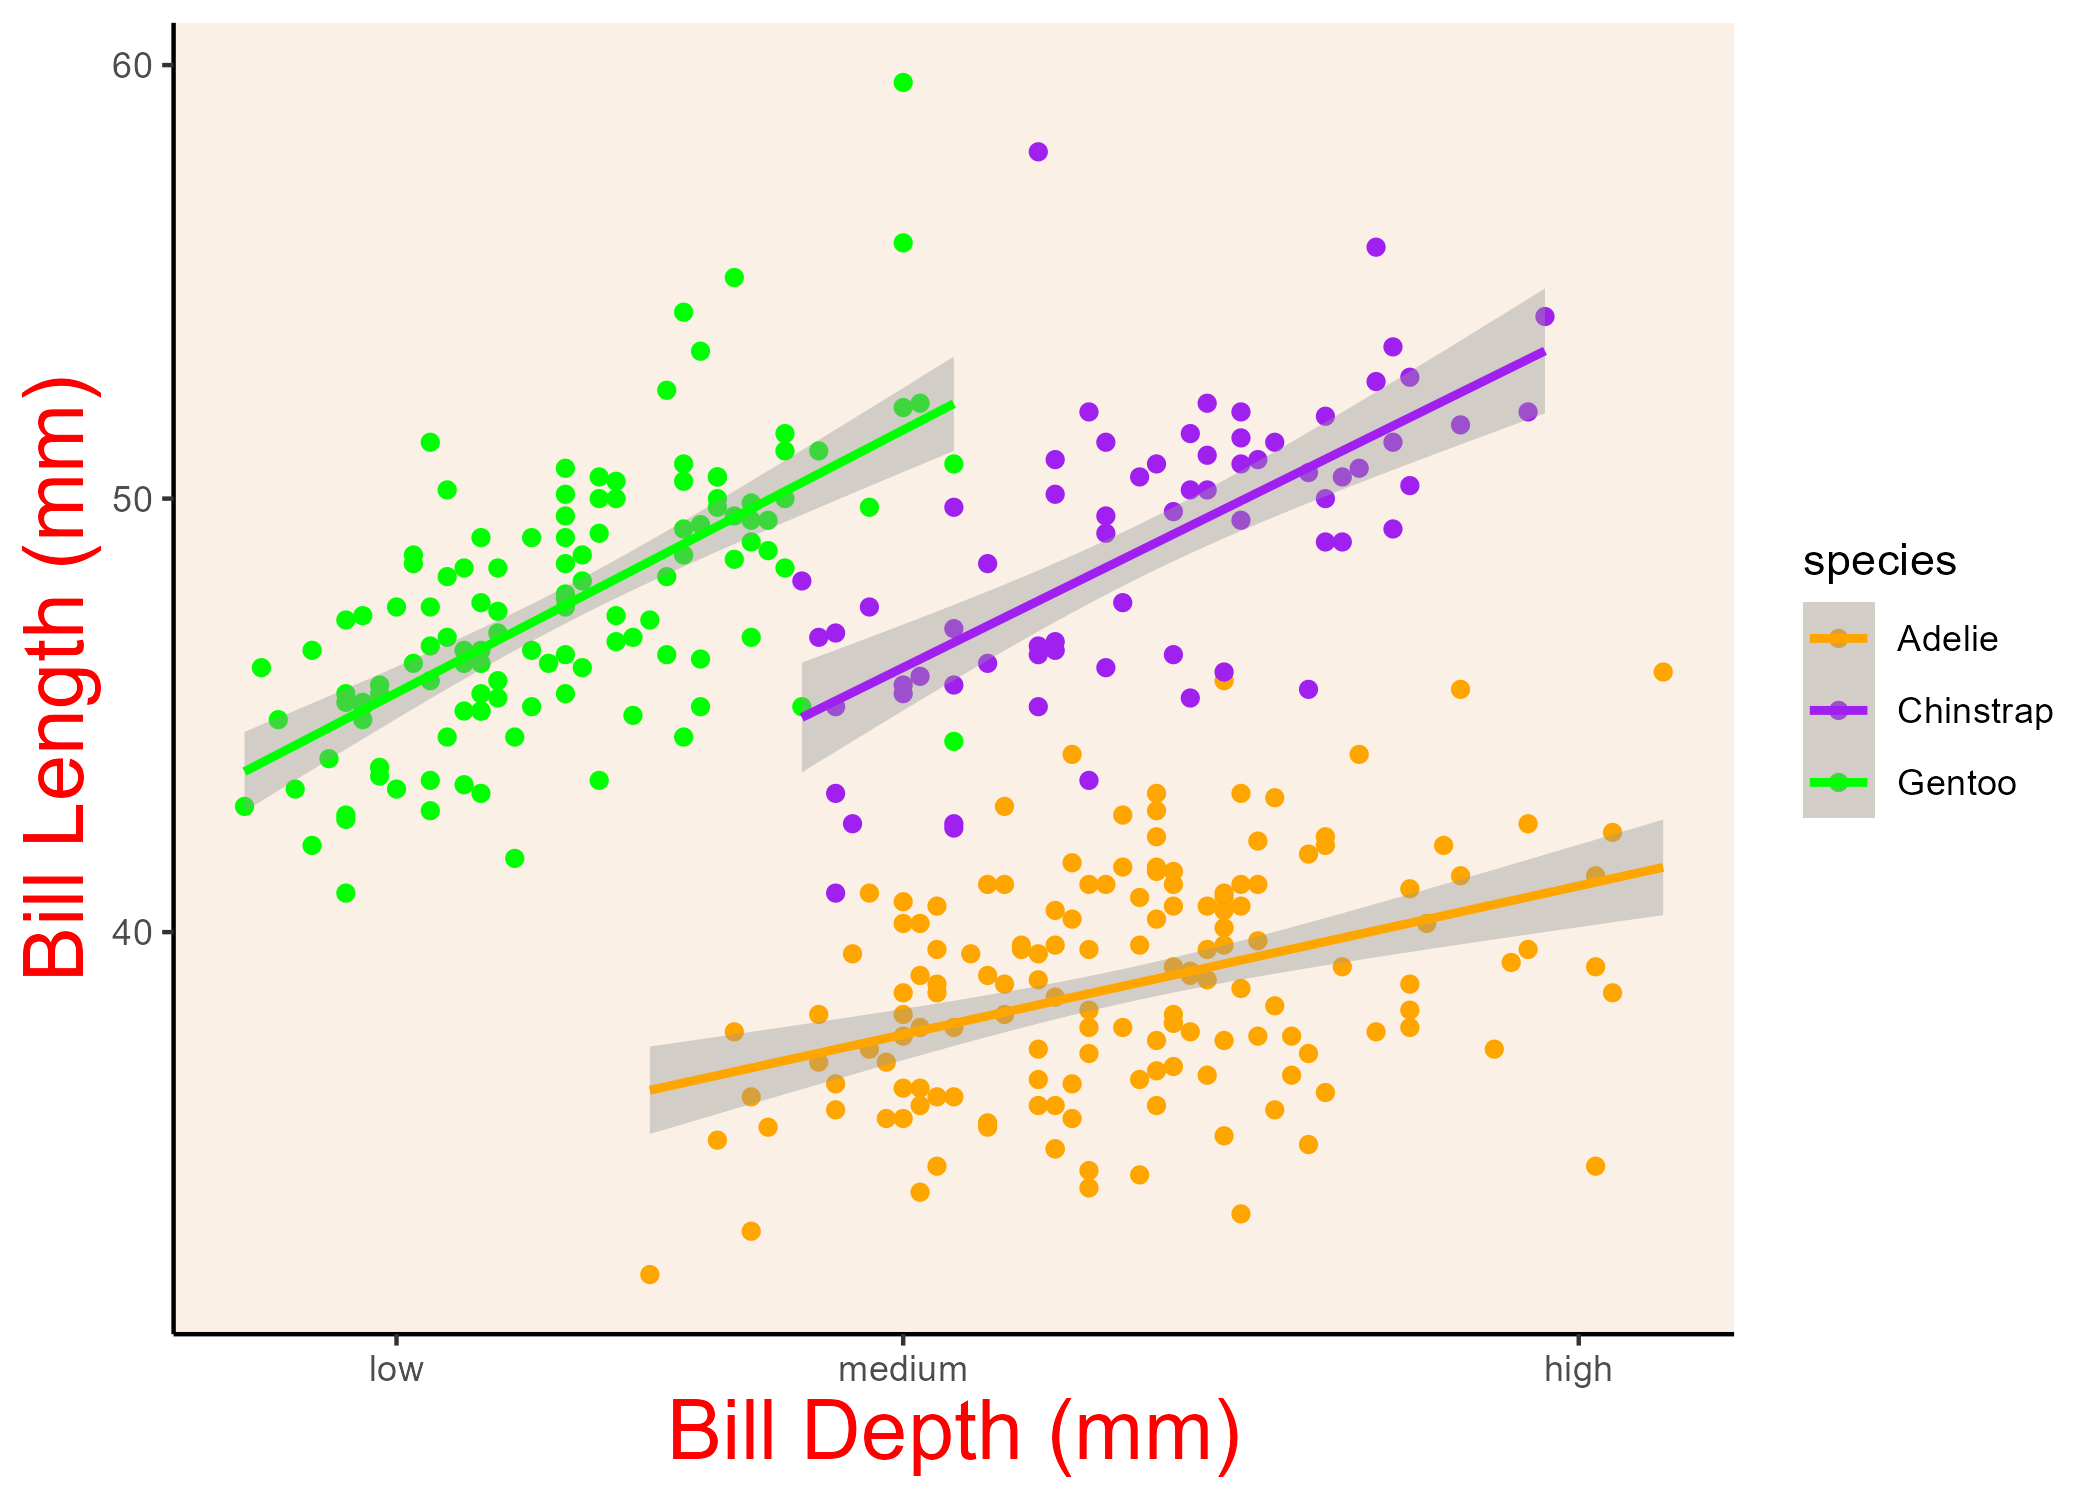 60
50
40
Bill Length (mm)
low
medium
high
Bill Depth (mm)
species
Adelie
Chinstrap
Gentoo